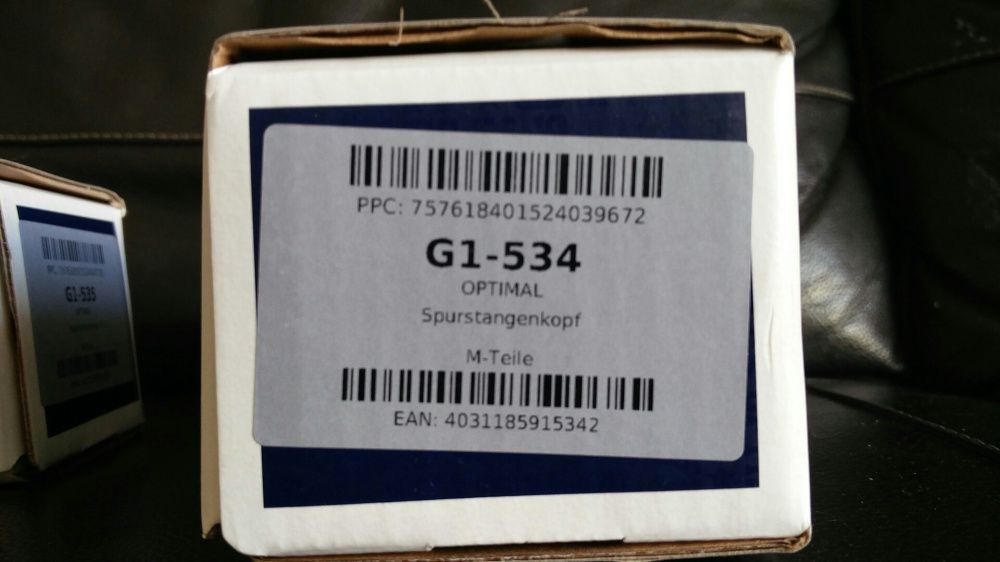 PPC: 757618401524039672
G1-534
OPTIMAL
Spurstangenkopf
M-Teile
EAN: 4031185915342
G1-535